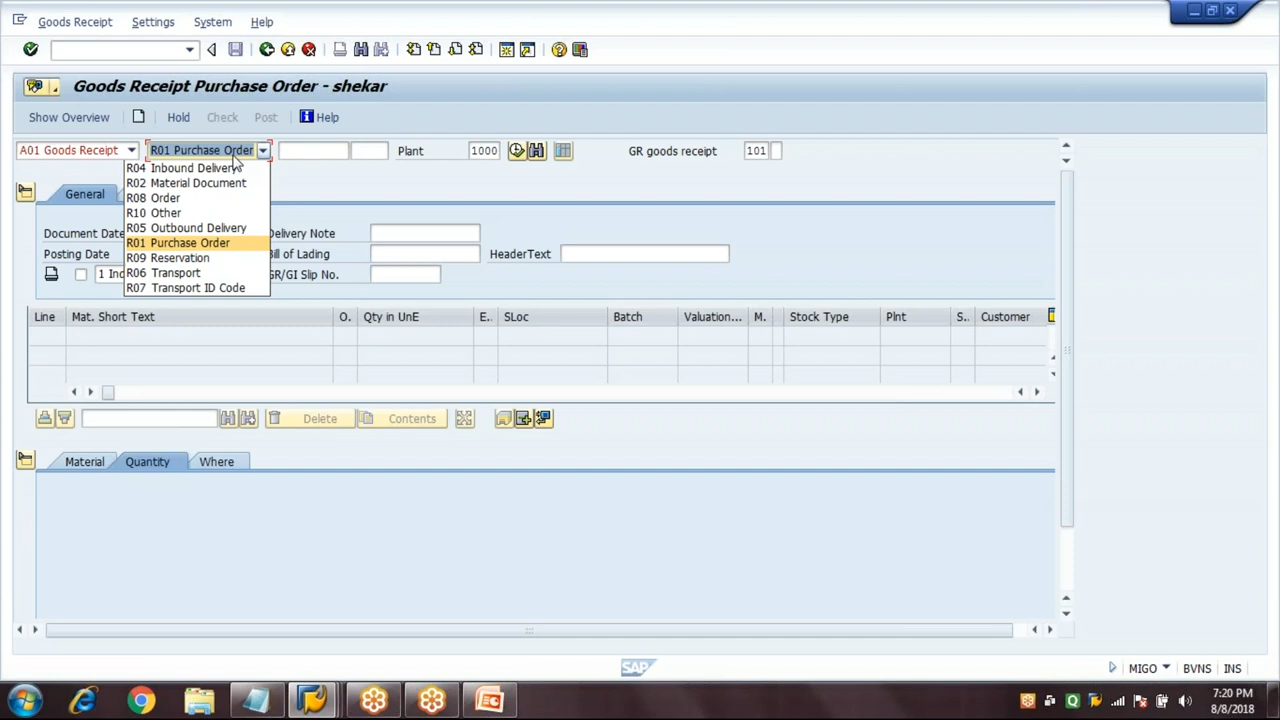 Goods Receipt Settings System Help
Goods Receipt Purchase Order - shekar
Show Overview Hold Check Post Help
A01 Goods Receipt R01 Purchase Order Plant 1000 GR goods receipt 101
R04 Inbound Delivery
R02 Material Document
R08 Order
R10 Other
R05 Outbound Delivery
R01 Purchase Order
R09 Reservation
R06 Transport
R07 Transport ID Code
General
Document Date Delivery Note
Posting Date Bill of Lading HeaderText
1 Ind GR/GI Slip No.
Line Mat. Short Text O. Qty in UnE E.. SLoc Batch Valuation... M. Stock Type Plnt S.. Customer
Delete Contents
Material Quantity Where
SAP MIGO BVNS INS
7:20 PM
8/8/2018